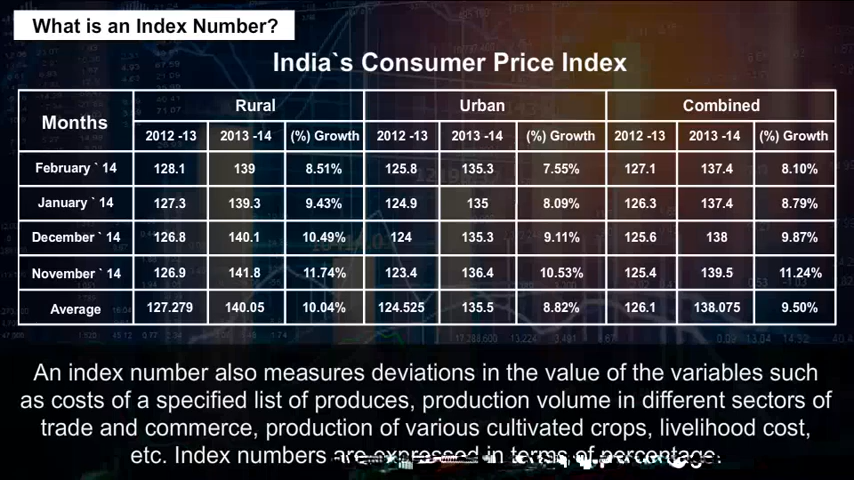 What is an Index Number?
India`s Consumer Price Index
Months Rural Urban Combined
2012 -13 2013 -14 (%) Growth 2012 -13 2013 -14 (%) Growth 2012 -13 2013 -14 (%) Growth
February ` 14 128.1 139 8.51% 125.8 135.3 7.55% 127.1 137.4 8.10%
January ` 14 127.3 139.3 9.43% 124.9 135 8.09% 126.3 137.4 8.79%
December ` 14 126.8 140.1 10.49% 124 135.3 9.11% 125.6 138 9.87%
November ` 14 126.9 141.8 11.74% 123.4 136.4 10.53% 125.4 139.5 11.24%
Average 127.279 140.05 10.04% 124.525 135.5 8.82% 126.1 138.075 9.50%
An index number also measures deviations in the value of the variables such
as costs of a specified list of produces, production volume in different sectors of
trade and commerce, production of various cultivated crops, livelihood cost,
etc. Index numbers are expressed in terms of percentage.